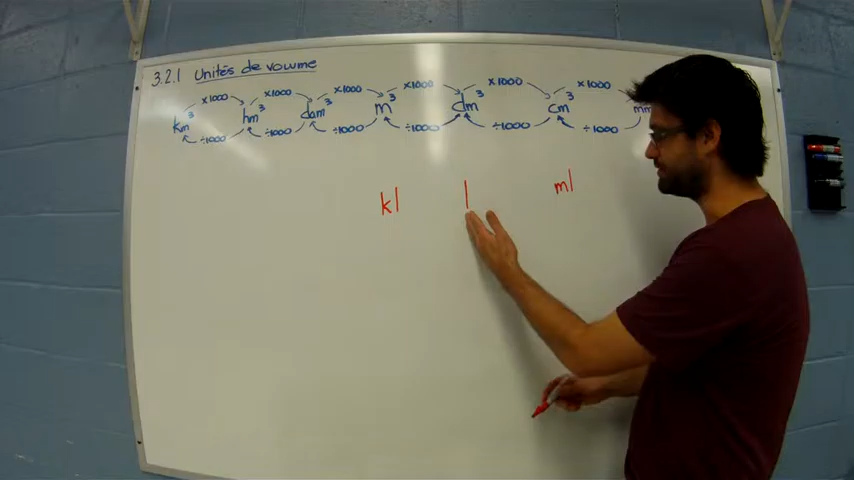 3.2.1 Unités de volume
×1000 ×1000 ×1000 ×1000 ×1000 ×1000
km³ hm³ dam³ m³ dm³ cm³ mm
÷1000 ÷1000 ÷1000 ÷1000 ÷1000 ÷1000
kl l ml